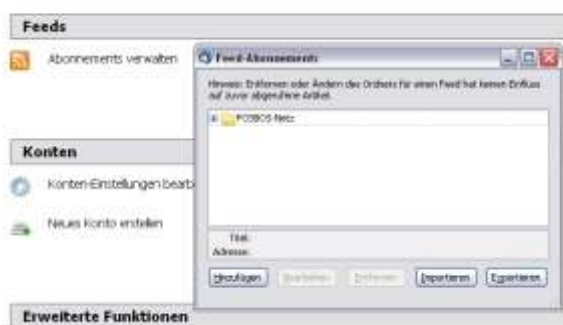 Feeds
Abonnements verwalten
Feed-Abonnements
Hinweis: Entfernen oder Ändern des Ordners für einen Feed hat keinen Einfluss
auf zuvor abgerufene Artikel.
Netz
Konten
Konten-Einstellungen bearb
Neues Konto erstellen
Titel:
Adresse:
Hinzufügen Bearbeiten Entfernen Importieren Exportieren
Erweiterte Funktionen